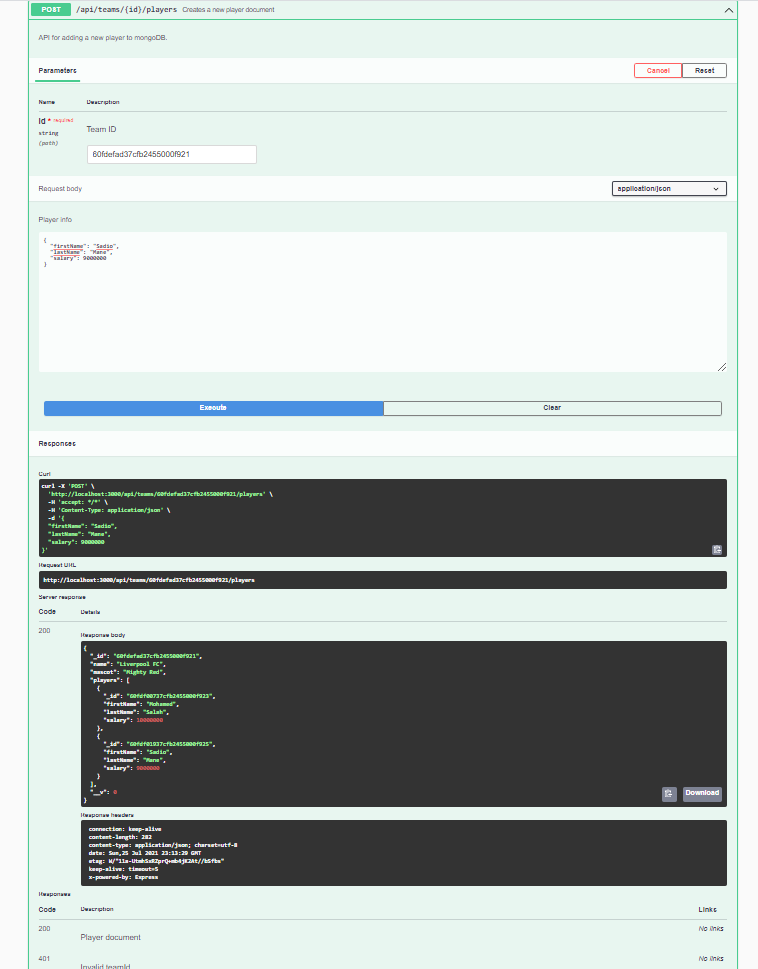 POST /api/teams/{id}/players Creates a new player document
API for adding a new player to mongoDB.
Parameters
Cancel
Reset
Name Description
id * required
string
(path)
Team ID
60fdefad37cfb2455000f921
Request body
application/json
Player info
{
"firstName": "Sadio",
"lastName": "Mane",
"salary": 9000000
}
Execute
Clear
Responses
Curl
curl -X 'POST' \
'http://localhost:3000/api/teams/60fdefad37cfb2455000f921/players' \
-H 'accept: */*' \
-H 'Content-Type: application/json' \
-d '{
"firstName": "Sadio",
"lastName": "Mane",
"salary": 9000000
}'
Request URL
http://localhost:3000/api/teams/60fdefad37cfb2455000f921/players
Server response
Code Details
200
Response body
{
"_id": "60fdefad37cfb2455000f921",
"name": "Liverpool FC",
"mascot": "Mighty Red",
"players": [
{
"_id": "60fdf00737cfb2455000f923",
"firstName": "Mohamed",
"lastName": "Salah",
"salary": 10000000
},
{
"_id": "60fdf01937cfb2455000f925",
"firstName": "Sadio",
"lastName": "Mane",
"salary": 9000000
}
],
"__v": 0
}
Download
Response headers
connection: keep-alive
content-length: 282
content-type: application/json; charset=utf-8
date: Sun,25 Jul 2021 23:13:29 GMT
etag:
keep-alive: timeout=5
x-powered-by: Express
Responses
Code Description Links
200 Player document No links
401 Invalid teamId No links